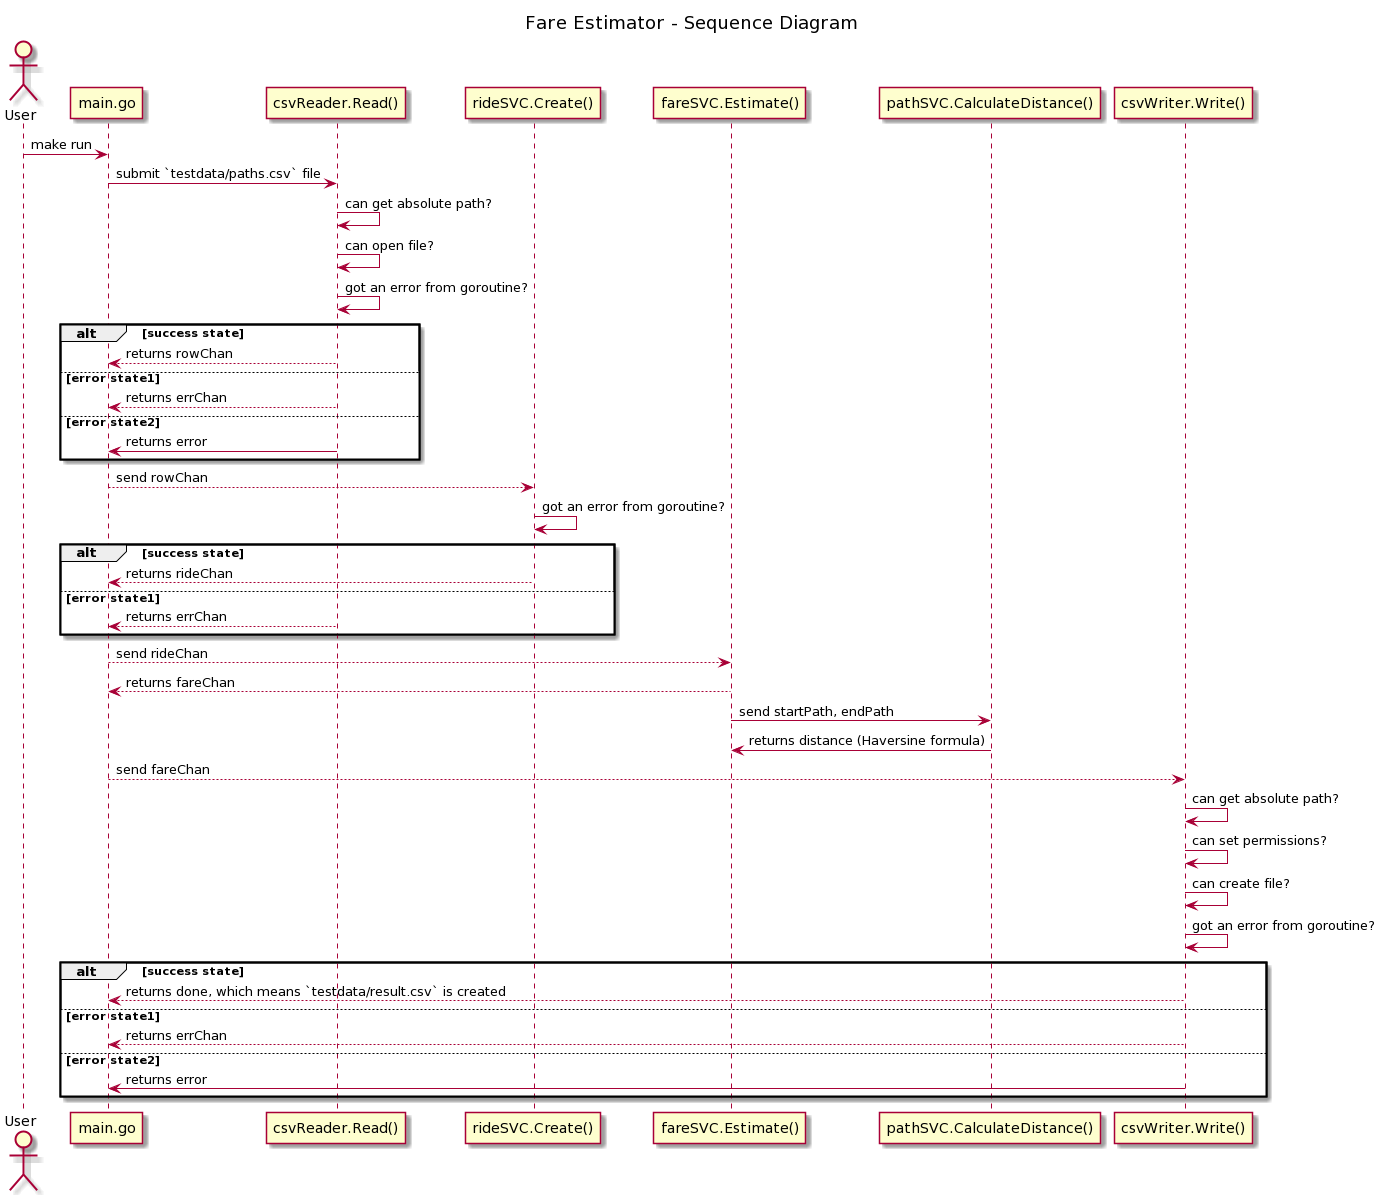 Fare Estimator - Sequence Diagram
User
main.go
csvReader.Read()
rideSVC.Create()
fareSVC.Estimate()
pathSVC.CalculateDistance()
csvWriter.Write()
make run
submit `testdata/paths.csv` file
can get absolute path?
can open file?
got an error from goroutine?
alt
[success state]
returns rowChan
[error state1]
returns errChan
[error state2]
returns error
send rowChan
got an error from goroutine?
alt
[success state]
returns rideChan
[error state1]
returns errChan
send rideChan
returns fareChan
send startPath, endPath
returns distance (Haversine formula)
send fareChan
can get absolute path?
can set permissions?
can create file?
got an error from goroutine?
alt
[success state]
returns done, which means `testdata/result.csv` is created
[error state1]
returns errChan
[error state2]
returns error
User
main.go
csvReader.Read()
rideSVC.Create()
fareSVC.Estimate()
pathSVC.CalculateDistance()
csvWriter.Write()